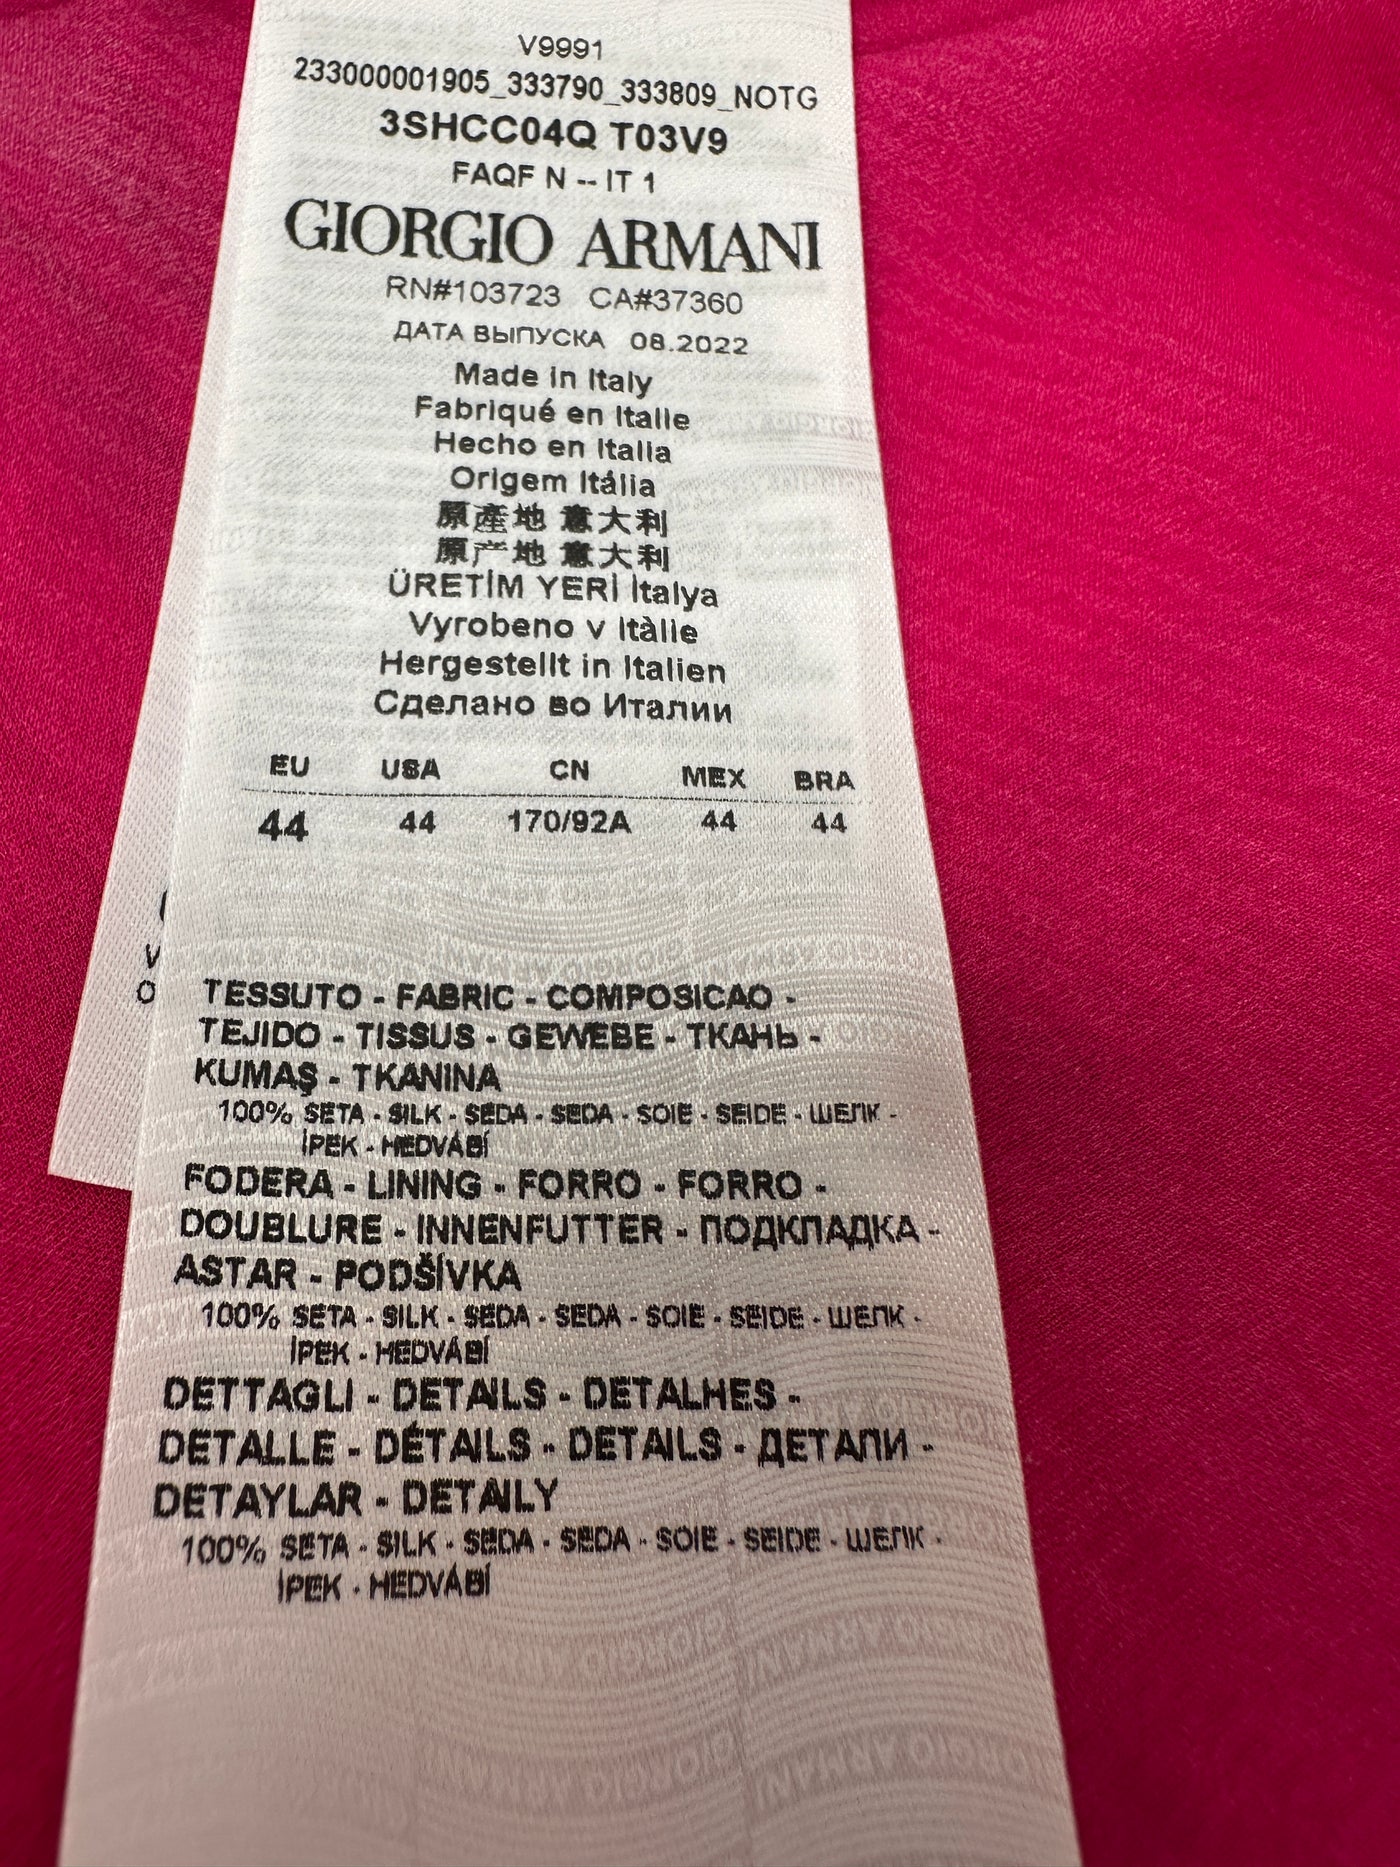 V9991
233000001905_333790_333809_NOTG
3SHCC04Q T03V9
FAQF N -- IT 1
GIORGIO ARMANI
RN#103723 CA#37360
ДАТА ВЫПУСКА 08.2022
Made in Italy
Fabriqué en Italie
Hecho en Italia
Origem Itália
原產地 意大利
原产地 意大利
ÜRETİM YERİ İtalya
Vyrobeno v Itàlie
Hergestellt in Italien
Сделано во Италии
EU USA CN MEX BRA
44 44 170/92A 44 44
TESSUTO - FABRIC - COMPOSICAO -
TEJIDO - TISSUS - GEWEBE - ТКАНЬ -
KUMAŞ - TKANINA
100% SETA - SILK - SEDA - SEDA - SOIE - SEIDE - ШЕЛК -
İPEK - HEDVÁBÍ
FODERA - LINING - FORRO - FORRO -
DOUBLURE - INNENFUTTER - ПОДКЛАДКА -
ASTAR - PODŠÍVKA
100% SETA - SILK - SEDA - SEDA - SOIE - SEIDE - ШЕЛК -
İPEK - HEDVÁBÍ
DETTAGLI - DETAILS - DETALHES -
DETALLE - DÉTAILS - DETAILS - ДЕТАЛИ -
DETAYLAR - DETAILY
100% SETA - SILK - SEDA - SEDA - SOIE - SEIDE - ШЕЛК -
İPEK - HEDVÁBÍ